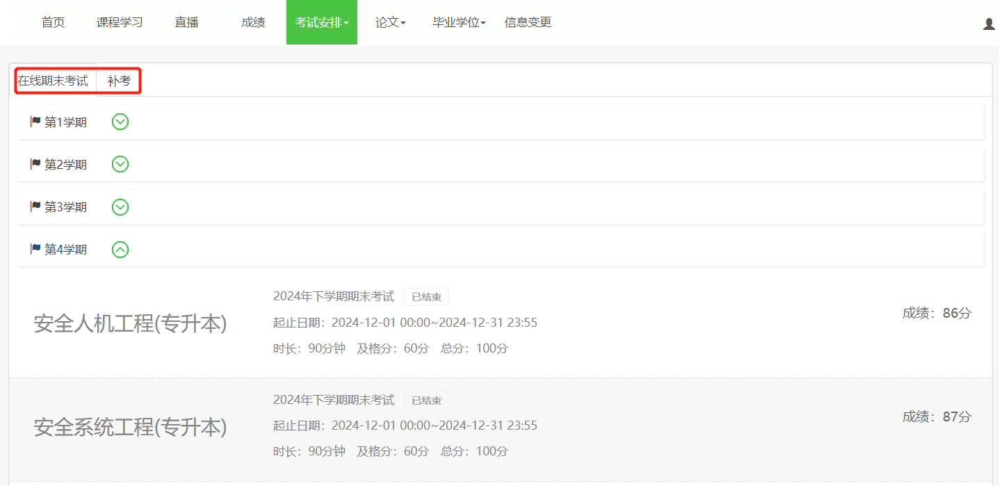 首页 课程学习 直播 成绩 考试安排 论文 毕业学位 信息变更
在线期末考试 补考
第1学期
第2学期
第3学期
第4学期
安全人机工程(专升本)
2024年下学期期末考试 已结束
起止日期：2024-12-01 00:00~2024-12-31 23:55
时长：90分钟 及格分：60分 总分：100分
成绩：86分
安全系统工程(专升本)
2024年下学期期末考试 已结束
起止日期：2024-12-01 00:00~2024-12-31 23:55
时长：90分钟 及格分：60分 总分：100分
成绩：87分